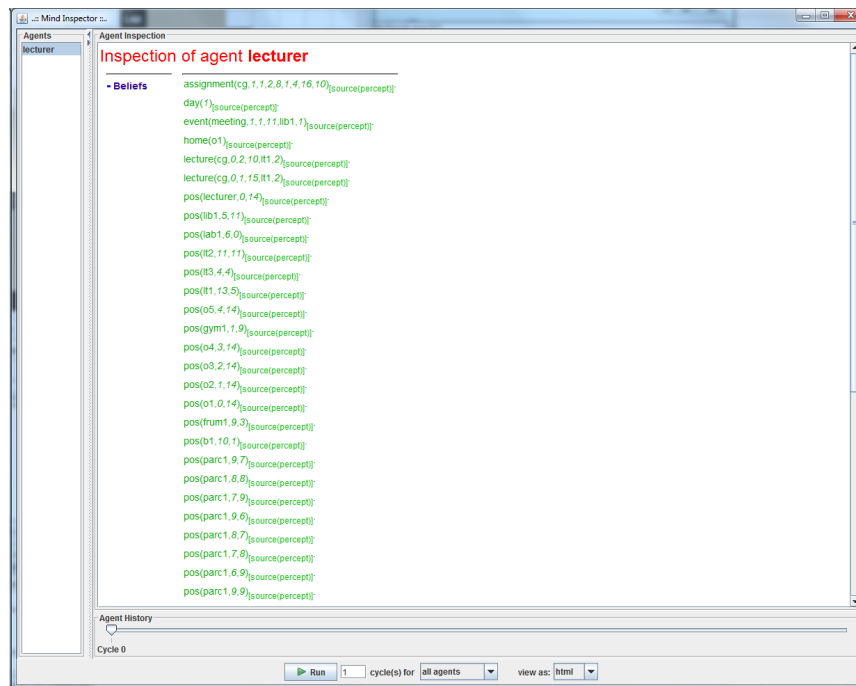 ..:: Mind Inspector ::..
Agents
lecturer
Agent Inspection
Inspection of agent lecturer
- Beliefs
assignment(cg,1,1,2,8,1,4,16,10)[source(percept)].
day(1)[source(percept)].
event(meeting,1,1,11,lib1,1)[source(percept)].
home(o1)[source(percept)].
lecture(cg,0,2,10,lt1,2)[source(percept)].
lecture(cg,0,1,15,lt1,2)[source(percept)].
pos(lecturer,0,14)[source(percept)].
pos(lib1,5,11)[source(percept)].
pos(lab1,6,0)[source(percept)].
pos(lt2,11,11)[source(percept)].
pos(lt3,4,4)[source(percept)].
pos(lt1,13,5)[source(percept)].
pos(o5,4,14)[source(percept)].
pos(gym1,1,9)[source(percept)].
pos(o4,3,14)[source(percept)].
pos(o3,2,14)[source(percept)].
pos(o2,1,14)[source(percept)].
pos(o1,0,14)[source(percept)].
pos(frum1,9,3)[source(percept)].
pos(b1,10,1)[source(percept)].
pos(parc1,9,7)[source(percept)].
pos(parc1,8,8)[source(percept)].
pos(parc1,7,9)[source(percept)].
pos(parc1,9,6)[source(percept)].
pos(parc1,8,7)[source(percept)].
pos(parc1,7,8)[source(percept)].
pos(parc1,6,9)[source(percept)].
pos(parc1,9,9)[source(percept)].
Agent History
Cycle 0
Run 1 cycle(s) for all agents view as: html